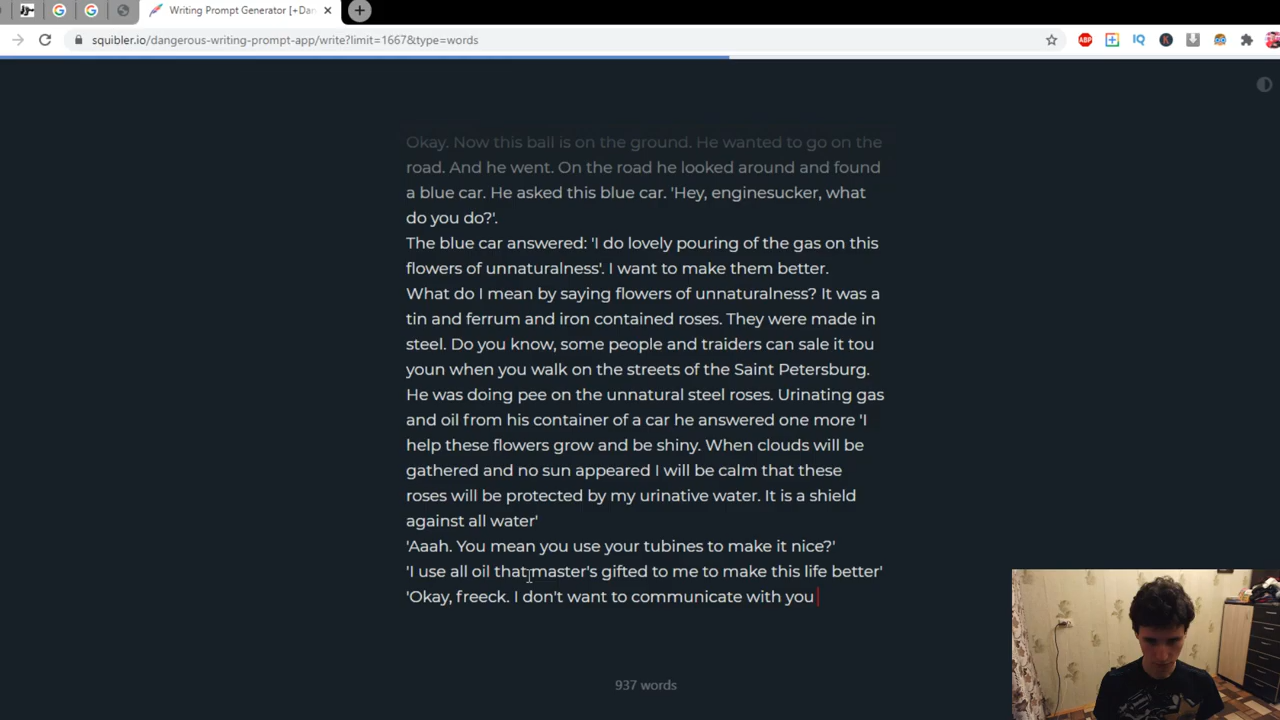 Writing Prompt Generator [+Dan
squibler.io/dangerous-writing-prompt-app/write?limit=1667&type=words
ABP
IQ
K
Okay. Now this ball is on the ground. He wanted to go on the
road. And he went. On the road he looked around and found
a blue car. He asked this blue car. 'Hey, enginesucker, what
do you do?'.
The blue car answered: 'I do lovely pouring of the gas on this
flowers of unnaturalness'. I want to make them better.
What do I mean by saying flowers of unnaturalness? It was a
tin and ferrum and iron contained roses. They were made in
steel. Do you know, some people and traiders can sale it tou
youn when you walk on the streets of the Saint Petersburg.
He was doing pee on the unnatural steel roses. Urinating gas
and oil from his container of a car he answered one more 'I
help these flowers grow and be shiny. When clouds will be
gathered and no sun appeared I will be calm that these
roses will be protected by my urinative water. It is a shield
against all water'
'Aaah. You mean you use your tubines to make it nice?'
'I use all oil that master's gifted to me to make this life better'
'Okay, freeck. I don't want to communicate with you
937 words